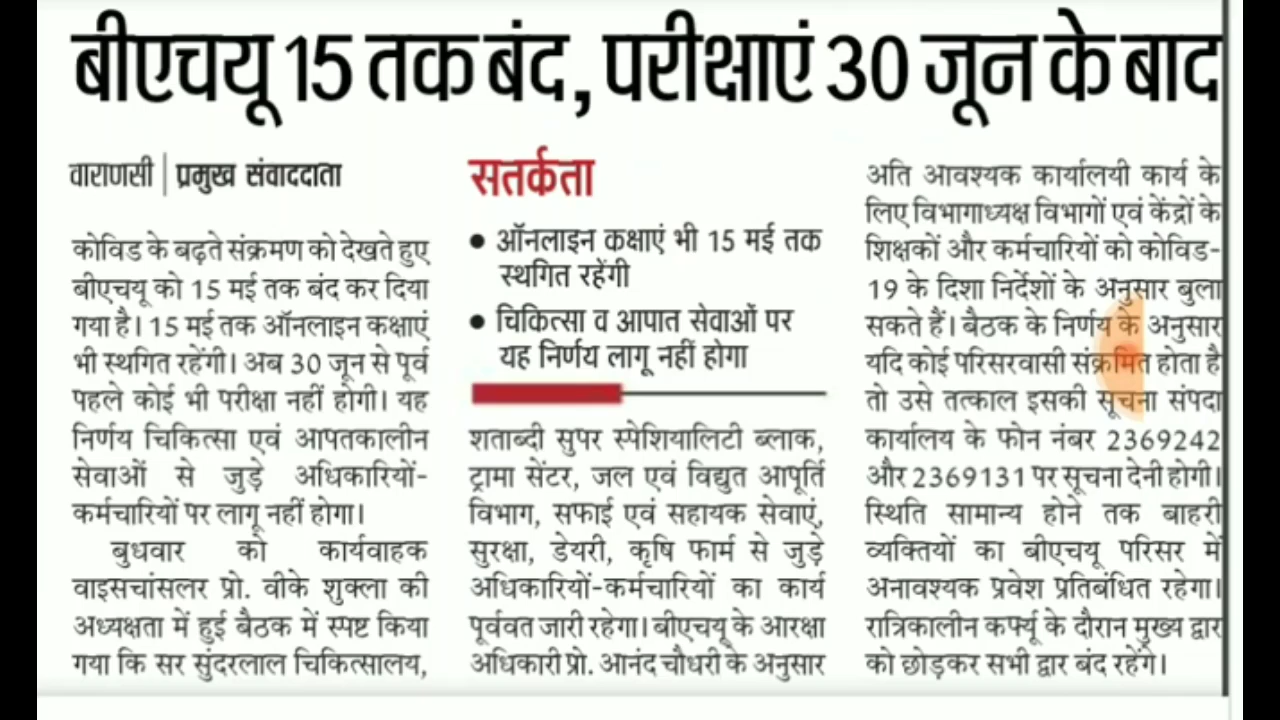 बीएचयू 15 तक बंद, परीक्षाएं 30 जून के बाद
वाराणसी | प्रमुख संवाददाता
कोविड के बढ़ते संक्रमण को देखते हुए
बीएचयू को 15 मई तक बंद कर दिया
गया है। 15 मई तक ऑनलाइन कक्षाएं
भी स्थगित रहेंगी। अब 30 जून से पूर्व
पहले कोई भी परीक्षा नहीं होगी। यह
निर्णय चिकित्सा एवं आपतकालीन
सेवाओं से जुड़े अधिकारियों-
कर्मचारियों पर लागू नहीं होगा।
बुधवार को कार्यवाहक
वाइसचांसलर प्रो. वीके शुक्ला की
अध्यक्षता में हुई बैठक में स्पष्ट किया
गया कि सर सुंदरलाल चिकित्सालय,
सतर्कता
● ऑनलाइन कक्षाएं भी 15 मई तक
स्थगित रहेंगी
● चिकित्सा व आपात सेवाओं पर
यह निर्णय लागू नहीं होगा
शताब्दी सुपर स्पेशियालिटी ब्लाक,
ट्रामा सेंटर, जल एवं विद्युत आपूर्ति
विभाग, सफाई एवं सहायक सेवाएं,
सुरक्षा, डेयरी, कृषि फार्म से जुड़े
अधिकारियों-कर्मचारियों का कार्य
पूर्ववत जारी रहेगा। बीएचयू के आरक्षा
अधिकारी प्रो. आनंद चौधरी के अनुसार
अति आवश्यक कार्यालयी कार्य के
लिए विभागाध्यक्ष विभागों एवं केंद्रों के
शिक्षकों और कर्मचारियों को कोविड-
19 के दिशा निर्देशों के अनुसार बुला
सकते हैं। बैठक के निर्णय के अनुसार
यदि कोई परिसरवासी संक्रमित होता है
तो उसे तत्काल इसकी सूचना संपदा
कार्यालय के फोन नंबर 2369242
और 2369131 पर सूचना देनी होगी।
स्थिति सामान्य होने तक बाहरी
व्यक्तियों का बीएचयू परिसर में
अनावश्यक प्रवेश प्रतिबंधित रहेगा।
रात्रिकालीन कर्फ्यू के दौरान मुख्य द्वार
को छोड़कर सभी द्वार बंद रहेंगे।